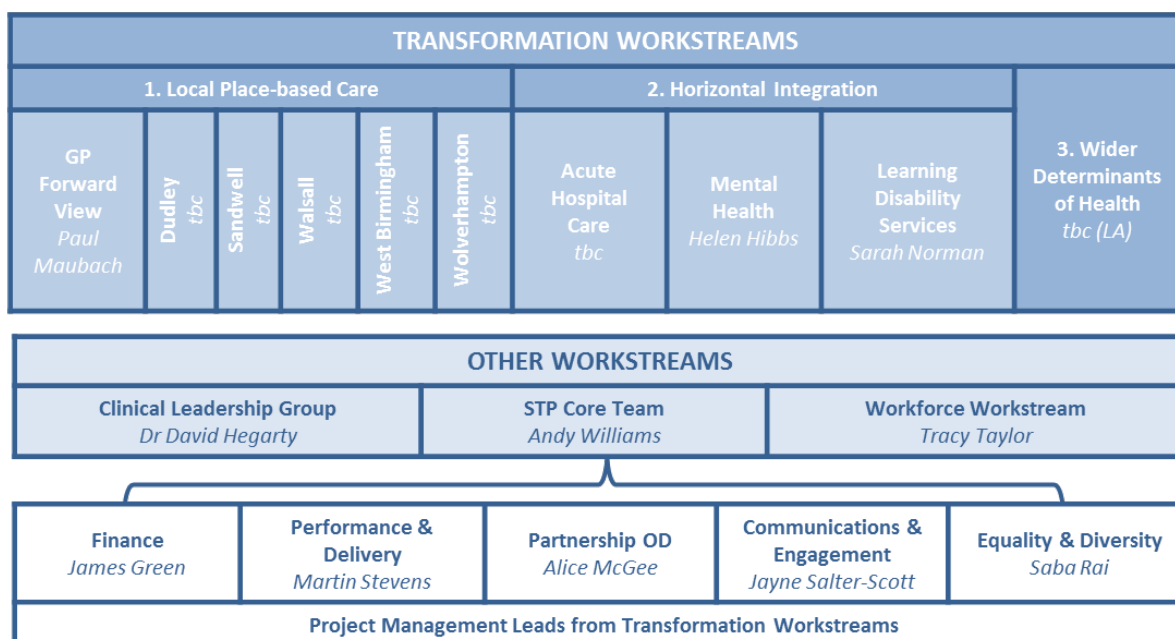 TRANSFORMATION WORKSTREAMS
1. Local Place-based Care
2. Horizontal Integration
3. Wider
Determinants
of Health
tbc (LA)
GP
Forward
View
Paul
Maubach
Dudley
tbc
Sandwell
tbc
Walsall
tbc
West Birmingham
tbc
Wolverhampton
tbc
Acute
Hospital
Care
tbc
Mental
Health
Helen Hibbs
Learning
Disability
Services
Sarah Norman
OTHER WORKSTREAMS
Clinical Leadership Group
Dr David Hegarty
STP Core Team
Andy Williams
Workforce Workstream
Tracy Taylor
Finance
James Green
Performance &
Delivery
Martin Stevens
Partnership OD
Alice McGee
Communications &
Engagement
Jayne Salter-Scott
Equality & Diversity
Saba Rai
Project Management Leads from Transformation Workstreams